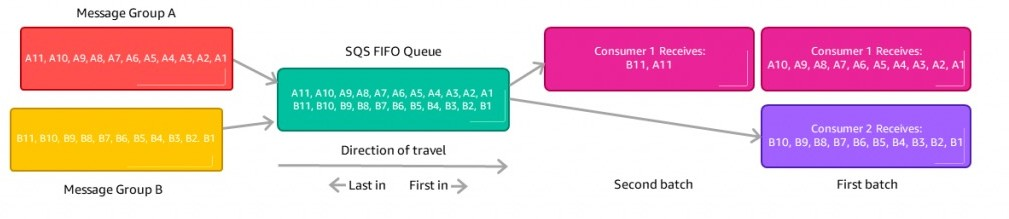 Message Group A
A11, A10, A9, A8, A7, A6, A5, A4, A3, A2, A1
B11, B10, B9, B8, B7, B6, B5, B4, B3, B2. B1
Message Group B
SQS FIFO Queue
A11, A10, A9, A8, A7, A6, A5, A4, A3, A2, A1
B11, B10, B9, B8, B7, B6, B5, B4, B3, B2, B1
Direction of travel
Last in
First in
Consumer 1 Receives:
B11, A11
Second batch
Consumer 1 Receives:
A10, A9, A8, A7, A6, A5, A4, A3, A2, A1
Consumer 2 Receives:
B10, B9, B8, B7, B6, B5, B4, B3, B2, B1
First batch